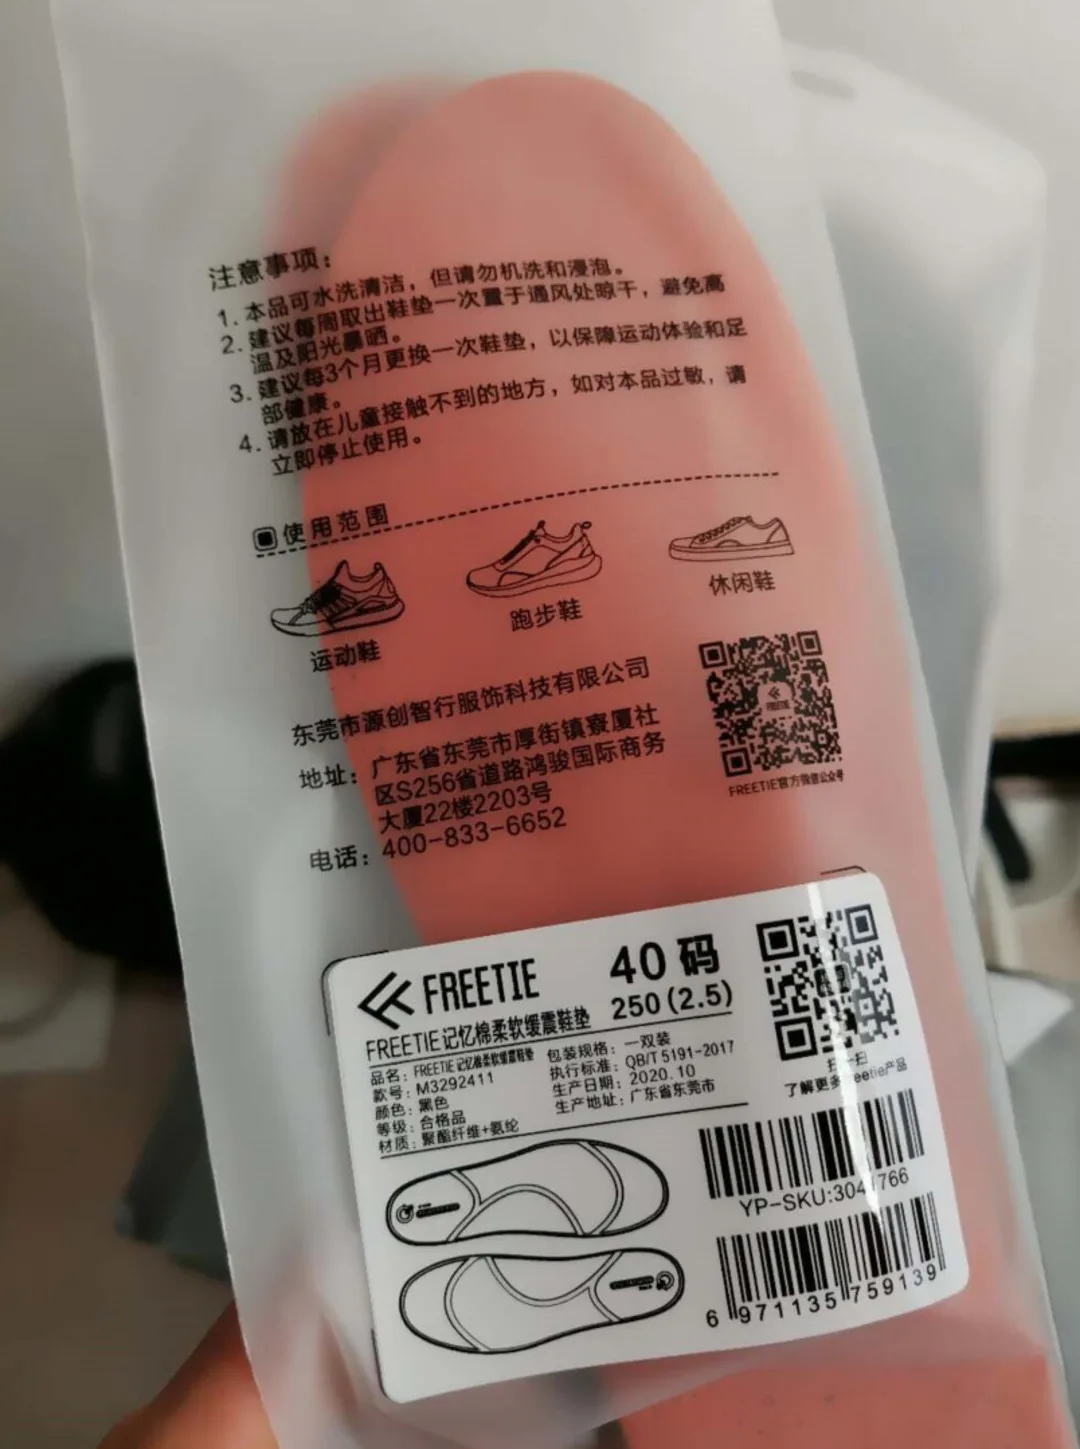 注意事项：
1. 本品可水洗清洁，但请勿机洗和浸泡。
2. 建议每周取出鞋垫一次置于通风处晾干，避免高
温及阳光暴晒。
3. 建议每3个月更换一次鞋垫，以保障运动体验和足
部健康。
4. 请放在儿童接触不到的地方，如对本品过敏，请
立即停止使用。
使用范围
运动鞋
跑步鞋
休闲鞋
东莞市源创智行服饰科技有限公司
地址：广东省东莞市厚街镇寮厦社
区S256省道路鸿骏国际商务
大厦22楼2203号
电话：400-833-6652
FREETIE
FREETIE官方微信公众号
FREETIE
40 码
250 (2.5)
FREETIE 记忆棉柔软缓震鞋垫
品名：FREETIE 记忆棉柔软缓震鞋垫
款号：M3292411
颜色：黑色
等级：合格品
材质：聚酯纤维+氨纶
包装规格：一双装
执行标准：QB/T 5191-2017
生产日期：2020.10
生产地址：广东省东莞市
扫一扫
了解更多freetie产品
YP-SKU:
6 971135 759139